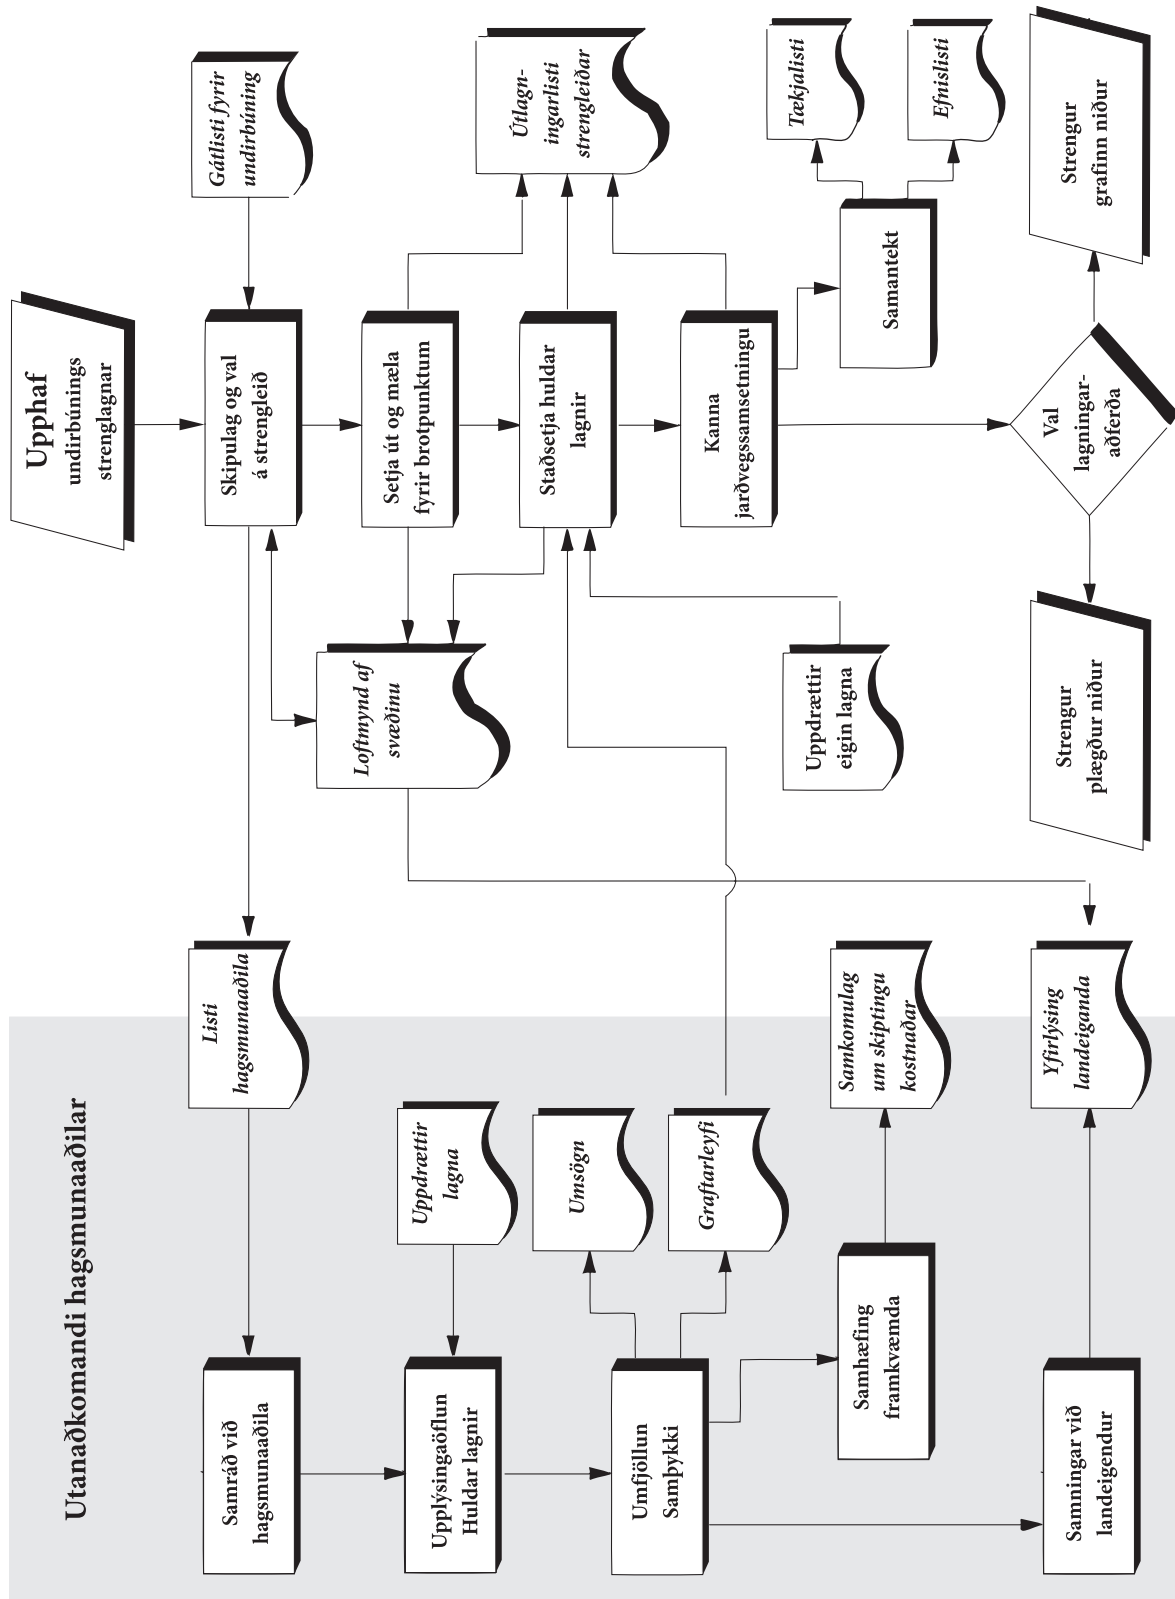 Utanaðkomandi hagsmunaaðilar
Upphaf
undirbúnings
strenglagnar
Gátlisti fyrir
undirbúning
Skipulag og val
á strengleið
Listi
hagsmunaaðila
Samráð við
hagsmunaaðila
Setja út og mæla
fyrir brotpunktum
Loftmynd af
svæðinu
Útlagn-
ingarlisti
strengleiðar
Uppdrættir
lagna
Upplýsingaöflun
Huldar lagnir
Staðsetja huldar
lagnir
Umsögn
Umfjöllun
Samþykki
Graftarleyfi
Kanna
jarðvegssamsetningu
Tækjalisti
Efnislisti
Samantekt
Uppdrættir
eigin lagna
Samkomulag
um skiptingu
kostnaðar
Samhæfing
framkvæmda
Strengur
grafinn niður
Val
lagningar-
aðferða
Strengur
plægður niður
Yfirlýsing
landeiganda
Samningar við
landeigendur